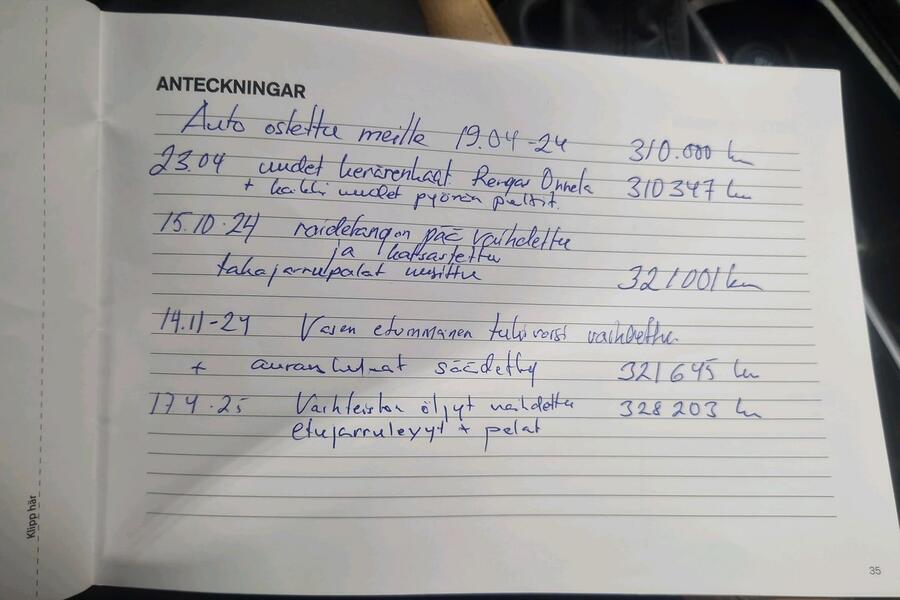 ANTECKNINGAR
Auto ostettu meille 19.04-24 310.000 km
23.04 uudet kesärenkaat. Rengas Onnela 310347 km
+ kaikki uudet pyörän pultit.
15.10.24 raidetangon pää vaihdettu
ja katsastettu
takajarrupalat uusittu 321001 km
14.11-24 Vasen etummainen tukivarsi vaihdettu.
+ auran kulmat säädetty 321645 km
17 4.25 Vaihteiston öljyt vaihdettu 328203 km
etujarrulevyt + palat
Klipp här
35